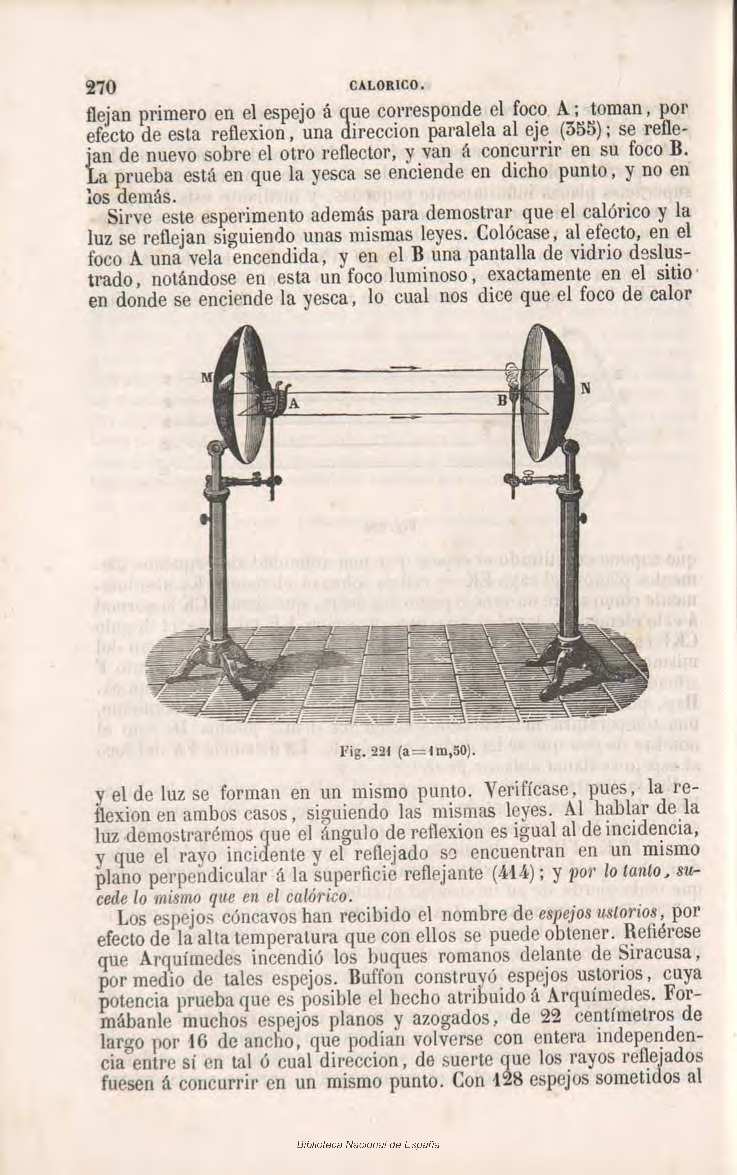 270
CALORICO.
flejan primero en el espejo á que corresponde el foco A; toman, por
efecto de esta reflexion, una direccion paralela al eje (355); se refle-
jan de nuevo sobre el otro reflector, y van á concurrir en su foco B.
La prueba está en que la yesca se enciende en dicho punto, y no en
los demás.
Sirve este esperimento además para demostrar que el calórico y la
luz se reflejan siguiendo unas mismas leyes. Colócase, al efecto, en el
foco A una vela encendida, y en el B una pantalla de vidrio deslus-
trado, notándose en esta un foco luminoso, exactamente en el sitio
en donde se enciende la yesca, lo cual nos dice que el foco de calor
M
A
B
N
Fig. 221 (a=1m,50).
y el de luz se forman en un mismo punto. Verifícase, pues, la re-
flexion en ambos casos, siguiendo las mismas leyes. Al hablar de la
luz demostrarémos que el ángulo de reflexion es igual al de incidencia,
y que el rayo incidente y el reflejado se encuentran en un mismo
plano perpendicular á la superficie reflejante (414); y por lo tanto, su-
cede lo mismo que en el calórico.
Los espejos cóncavos han recibido el nombre de espejos ustorios, por
efecto de la alta temperatura que con ellos se puede obtener. Refiérese
que Arquímedes incendió los buques romanos delante de Siracusa,
por medio de tales espejos. Buffon construyó espejos ustorios, cuya
potencia prueba que es posible el hecho atribuido á Arquímedes. For-
mábanle muchos espejos planos y azogados, de 22 centímetros de
largo por 16 de ancho, que podian volverse con entera independen-
cia entre sí en tal ó cual direccion, de suerte que los rayos reflejados
fuesen á concurrir en un mismo punto. Con 128 espejos sometidos al
Biblioteca Nacional de España